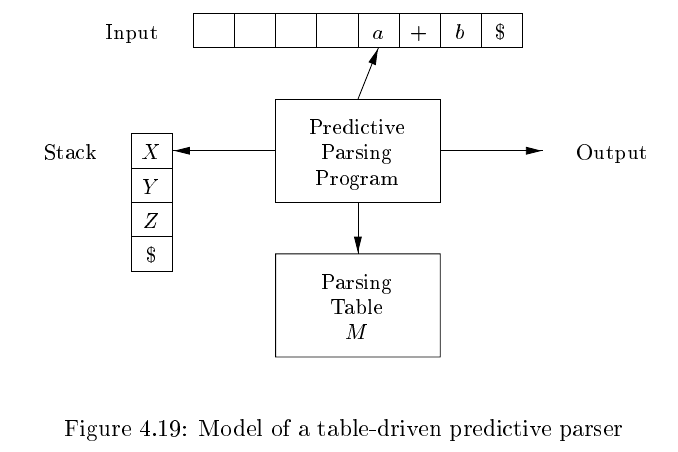 Input a + b $
Predictive
Parsing
Program
Stack
X
Y
Z
$
Output
Parsing
Table
M
Figure 4.19: Model of a table-driven predictive parser